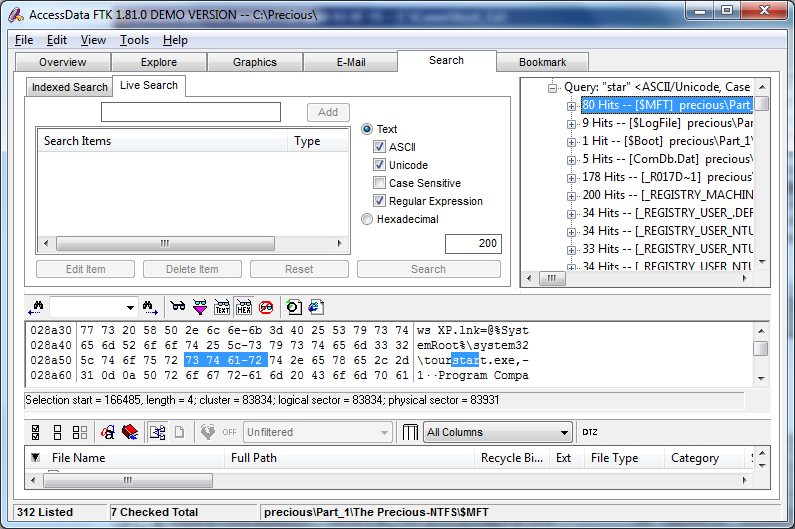 AccessData FTK 1.81.0 DEMO VERSION -- C:\Precious\
File Edit View Tools Help
Overview Explore Graphics E-Mail Search Bookmark
Indexed Search Live Search
Add
Search Items Type
Text
ASCII
Unicode
Case Sensitive
Regular Expression
Hexadecimal
200
Edit Item Delete Item Reset Search
Query: "star" <ASCII/Unicode, Case
80 Hits -- [$MFT] precious\Part_
9 Hits -- [$LogFile] precious\Par
1 Hit -- [$Boot] precious\Part_1\
5 Hits -- [ComDb.Dat] precious\
178 Hits -- [_R017D~1] precious\
200 Hits -- [_REGISTRY_MACHIN
34 Hits -- [_REGISTRY_USER_.DEF
34 Hits -- [_REGISTRY_USER_NTU
33 Hits -- [_REGISTRY_USER_NTU
34 Hits -- [_REGISTRY_USER_NTU
TEXT HEX
028a30 77 73 20 58 50 2e 6c 6e-6b 3d 40 25 53 79 73 74 ws XP.lnk=@%Syst
028a40 65 6d 52 6f 6f 74 25 5c-73 79 73 74 65 6d 33 32 emRoot%\system32
028a50 5c 74 6f 75 72 73 74 61-72 74 2e 65 78 65 2c 2d \tourstart.exe,-
028a60 31 0d 0a 50 72 6f 67 72-61 6d 20 43 6f 6d 70 61 1··Program Compa
Selection start = 166485, length = 4; cluster = 83834; logical sector = 83834; physical sector = 83931
OFF Unfiltered All Columns DTZ
File Name Full Path Recycle Bi... Ext File Type Category
312 Listed 7 Checked Total precious\Part_1\The Precious-NTFS\$MFT